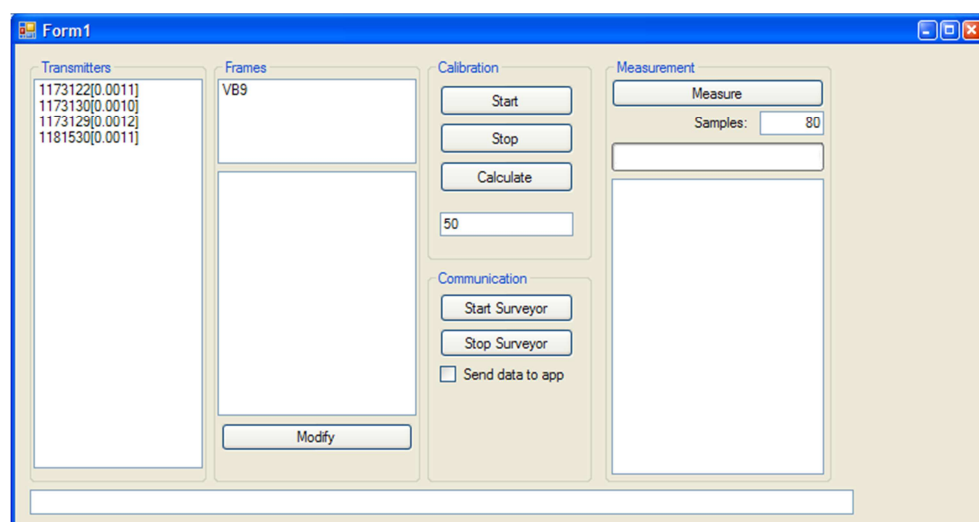 Form1
Transmitters
1173122[0.0011]
1173130[0.0010]
1173129[0.0012]
1181530[0.0011]
Frames
VB9
Modify
Calibration
Start
Stop
Calculate
50
Communication
Start Surveyor
Stop Surveyor
Send data to app
Measurement
Measure
Samples: 80